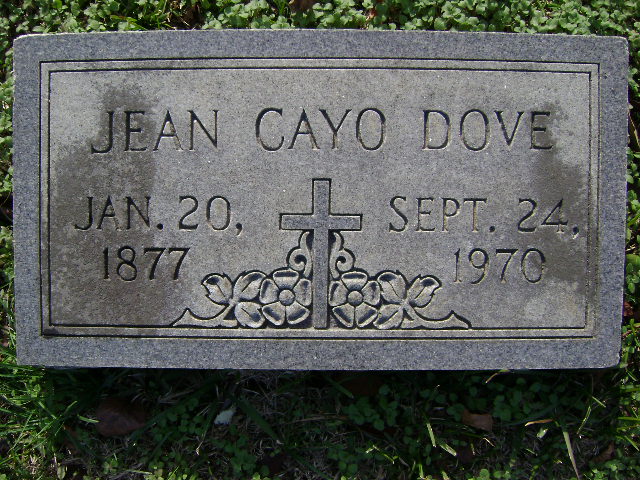 JEAN CAYO DOVE
JAN. 20, SEPT. 24,
1877 1970